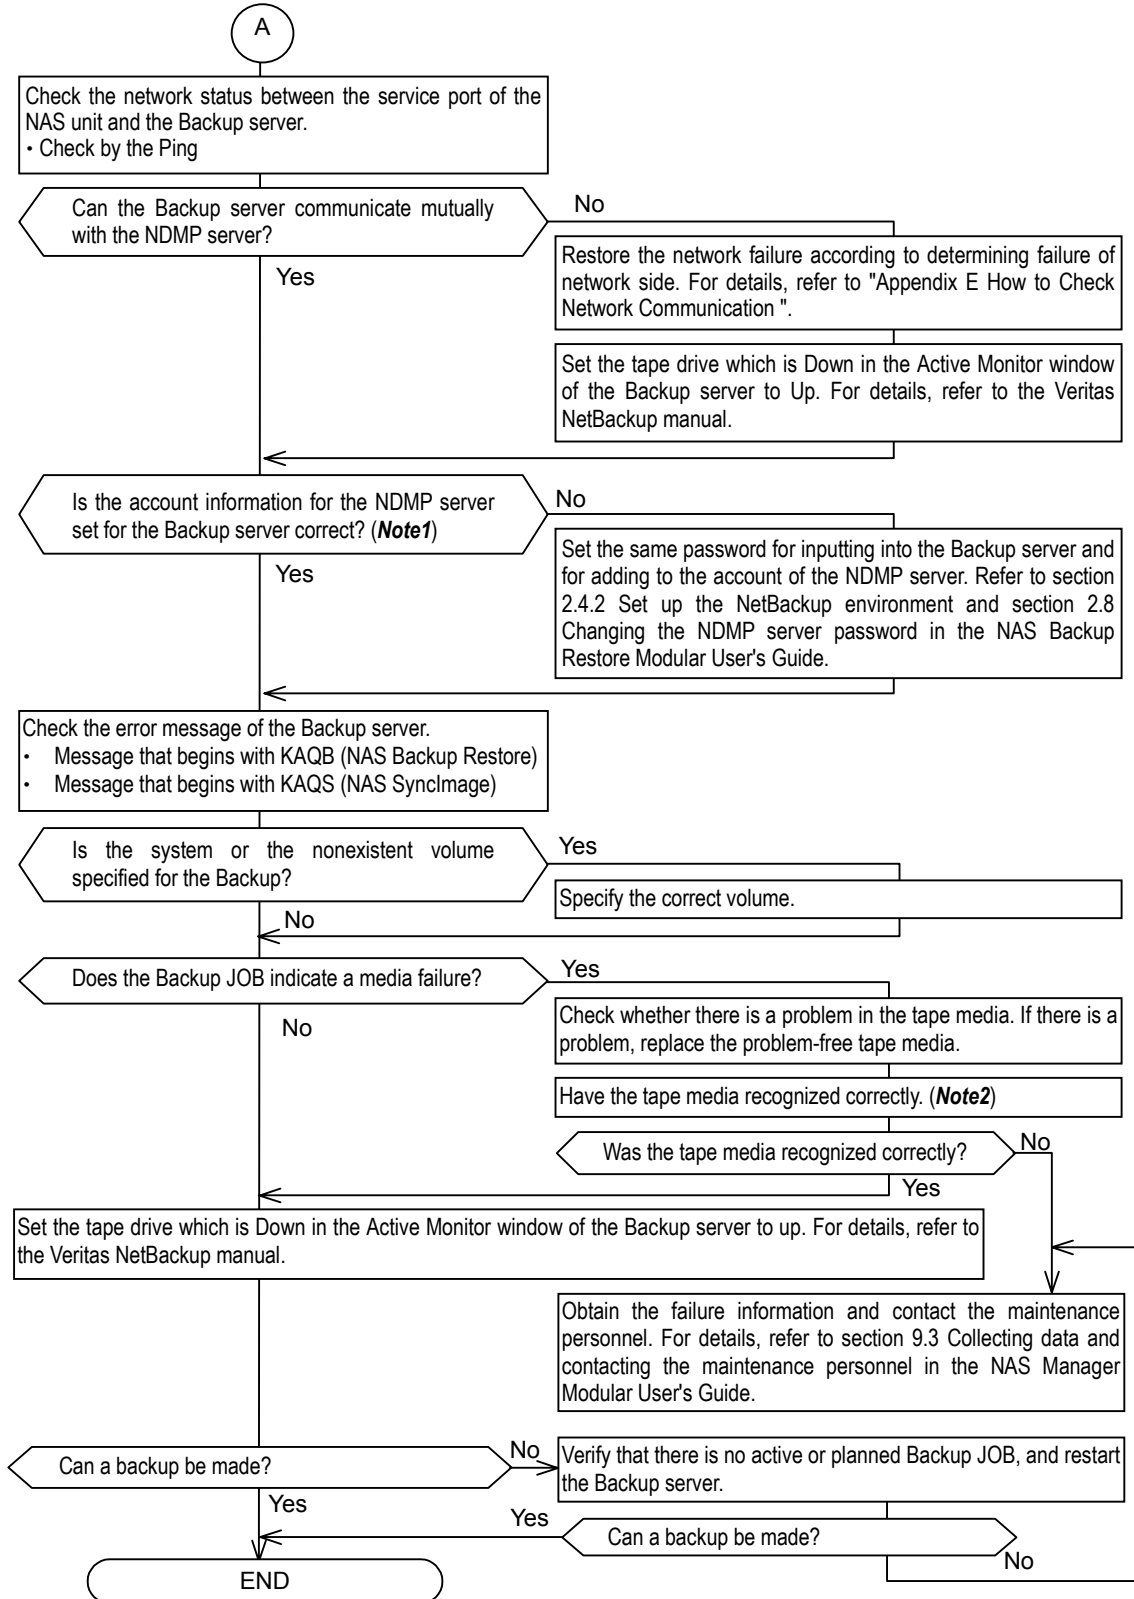 A
Check the network status between the service port of the
NAS unit and the Backup server.
• Check by the Ping
Can the Backup server communicate mutually
with the NDMP server?
No
Yes
Restore the network failure according to determining failure of
network side. For details, refer to "Appendix E How to Check
Network Communication ".
Set the tape drive which is Down in the Active Monitor window
of the Backup server to Up. For details, refer to the Veritas
NetBackup manual.
Is the account information for the NDMP server
set for the Backup server correct? (Note1)
No
Yes
Set the same password for inputting into the Backup server and
for adding to the account of the NDMP server. Refer to section
2.4.2 Set up the NetBackup environment and section 2.8
Changing the NDMP server password in the NAS Backup
Restore Modular User's Guide.
Check the error message of the Backup server.
• Message that begins with KAQB (NAS Backup Restore)
• Message that begins with KAQS (NAS SyncImage)
Is the system or the nonexistent volume
specified for the Backup?
Yes
Specify the correct volume.
No
Does the Backup JOB indicate a media failure?
Yes
No
Check whether there is a problem in the tape media. If there is a
problem, replace the problem-free tape media.
Have the tape media recognized correctly. (Note2)
Was the tape media recognized correctly?
No
Yes
Set the tape drive which is Down in the Active Monitor window of the Backup server to up. For details, refer to
the Veritas NetBackup manual.
Obtain the failure information and contact the maintenance
personnel. For details, refer to section 9.3 Collecting data and
contacting the maintenance personnel in the NAS Manager
Modular User's Guide.
Can a backup be made?
No
Verify that there is no active or planned Backup JOB, and restart
the Backup server.
Yes
Yes
Can a backup be made?
No
END